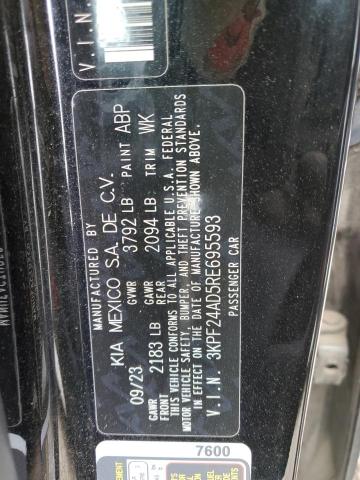 V.I.N.
MANUFACTURED BY
KIA MEXICO S.A. DE C.V.
09/23 GVWR 3792 LB PAINT ABP
GAWR FRONT 2183 LB GAWR REAR 2094 LB TRIM WK
THIS VEHICLE CONFORMS TO ALL APPLICABLE U.S.A. FEDERAL
MOTOR VEHICLE SAFETY, BUMPER, AND THEFT PREVENTION STANDARDS
IN EFFECT ON THE DATE OF MANUFACTURE SHOWN ABOVE.
V.I.N. 3KPF24AD5RE695593
PASSENGER CAR
7600